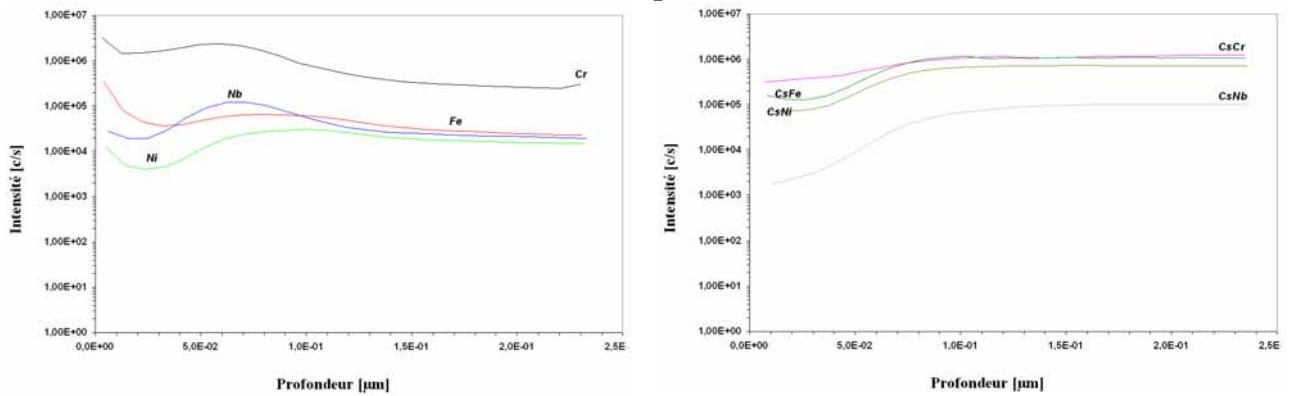 1,00E+07
1,00E+06
1,00E+05
1,00E+04
1,00E+03
1,00E+02
1,00E+01
1,00E+00
Intensité [c/s]
Cr
Nb
Fe
Ni
0,0E+00 5,0E-02 1,0E-01 1,5E-01 2,0E-01 2,5E
Profondeur [µm]
1,00E+07
1,00E+06
1,00E+05
1,00E+04
1,00E+03
1,00E+02
1,00E+01
1,00E+00
Intensité [c/s]
CsCr
CsFe
CsNi
CsNb
0,0E+00 5,0E-02 1,0E-01 1,5E-01 2,0E-01 2,5E
Profondeur [µm]